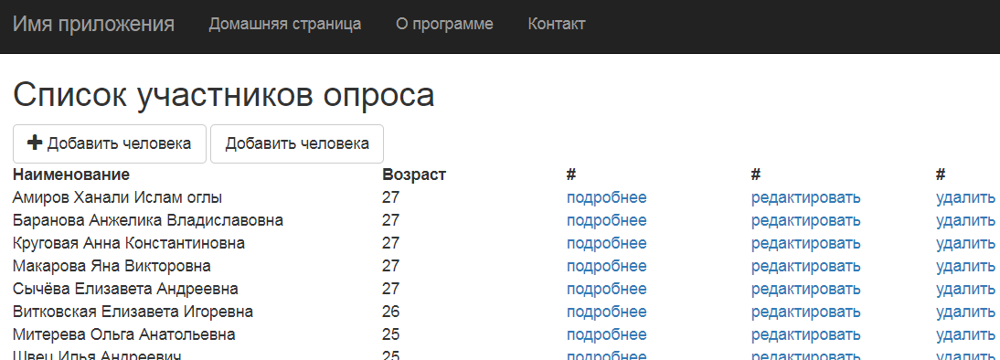 Имя приложения Домашняя страница О программе Контакт
Список участников опроса
Добавить человека Добавить человека
Наименование Возраст # # #
Амиров Ханали Ислам оглы 27 подробнее редактировать удалить
Баранова Анжелика Владиславовна 27 подробнее редактировать удалить
Круговая Анна Константиновна 27 подробнее редактировать удалить
Макарова Яна Викторовна 27 подробнее редактировать удалить
Сычёва Елизавета Андреевна 27 подробнее редактировать удалить
Витковская Елизавета Игоревна 26 подробнее редактировать удалить
Митерева Ольга Анатольевна 25 подробнее редактировать удалить
Швец Илья Андреевич 25 подробнее редактировать удалить